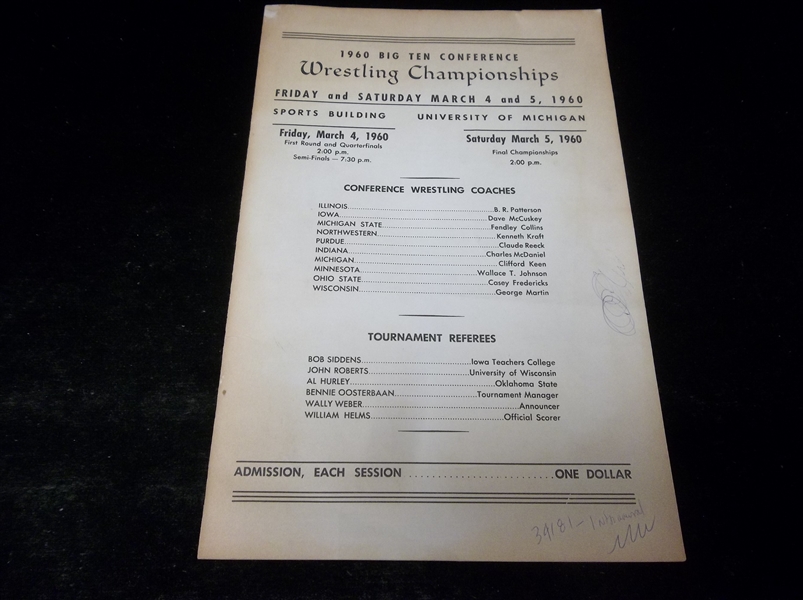 1960 BIG TEN CONFERENCE
Wrestling Championships
FRIDAY and SATURDAY MARCH 4 and 5, 1960
SPORTS BUILDING UNIVERSITY OF MICHIGAN
Friday, March 4, 1960
First Round and Quarterfinals
2:00 p.m.
Semi-Finals — 7:30 p.m.
Saturday March 5, 1960
Final Championships
2:00 p.m.
CONFERENCE WRESTLING COACHES
ILLINOIS........B. R. Patterson
IOWA........Dave McCuskey
MICHIGAN STATE........Fendley Collins
NORTHWESTERN........Kenneth Kraft
PURDUE........Claude Reeck
INDIANA........Charles McDaniel
MICHIGAN........Clifford Keen
MINNESOTA........Wallace T. Johnson
OHIO STATE........Casey Fredericks
WISCONSIN........George Martin
TOURNAMENT REFEREES
BOB SIDDENS........Iowa Teachers College
JOHN ROBERTS........University of Wisconsin
AL HURLEY........Oklahoma State
BENNIE OOSTERBAAN........Tournament Manager
WALLY WEBER........Announcer
WILLIAM HELMS........Official Scorer
ADMISSION, EACH SESSION ........ ONE DOLLAR
39181-1